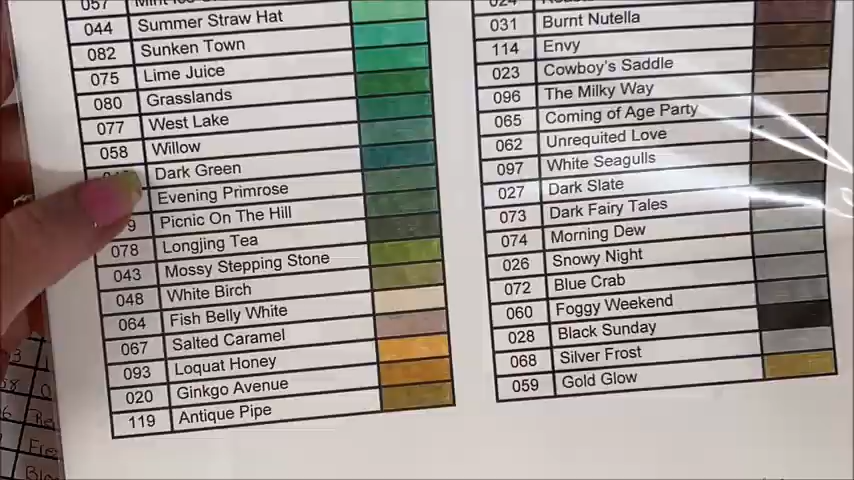 057
044 Summer Straw Hat
082 Sunken Town
075 Lime Juice
080 Grasslands
077 West Lake
058 Willow
Dark Green
Evening Primrose
9 Picnic On The Hill
078 Longjing Tea
043 Mossy Stepping Stone
048 White Birch
064 Fish Belly White
067 Salted Caramel
093 Loquat Honey
020 Ginkgo Avenue
119 Antique Pipe
031 Burnt Nutella
114 Envy
023 Cowboy's Saddle
096 The Milky Way
065 Coming of Age Party
062 Unrequited Love
097 White Seagulls
027 Dark Slate
073 Dark Fairy Tales
074 Morning Dew
026 Snowy Night
072 Blue Crab
060 Foggy Weekend
028 Black Sunday
068 Silver Frost
059 Gold Glow